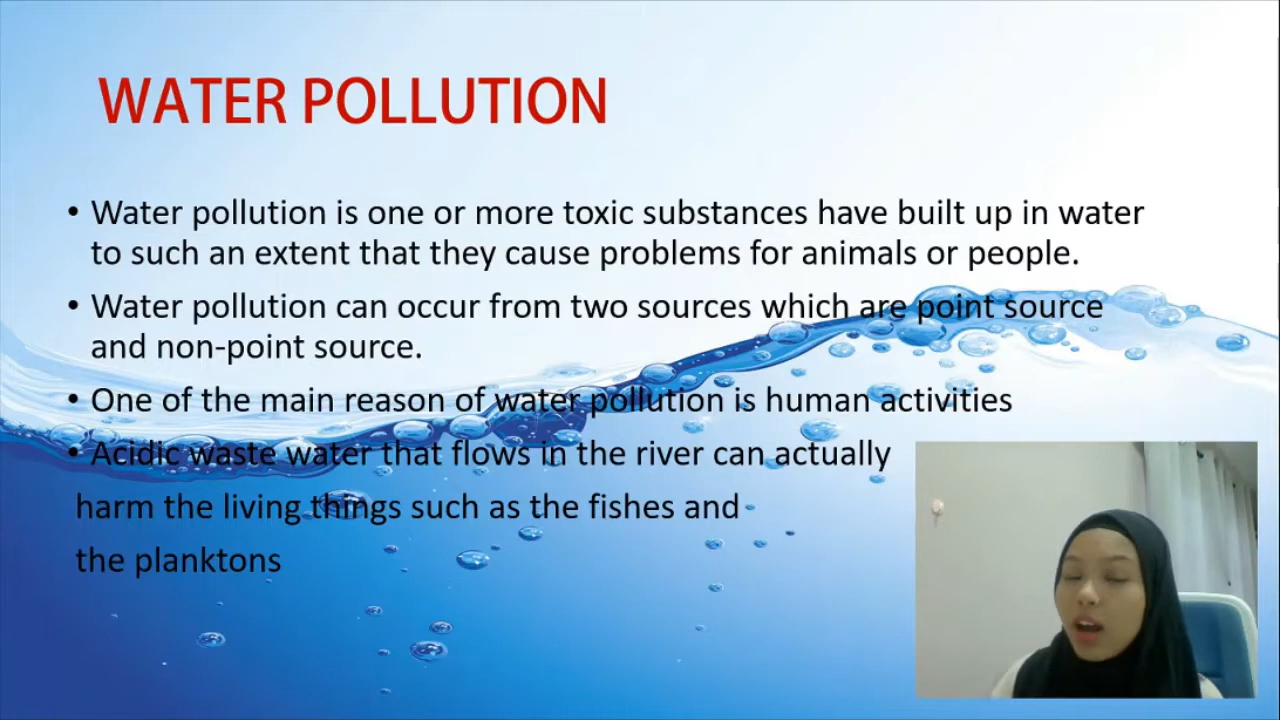 WATER POLLUTION
• Water pollution is one or more toxic substances have built up in water
to such an extent that they cause problems for animals or people.
• Water pollution can occur from two sources which are point source
and non-point source.
• One of the main reason of water pollution is human activities
• Acidic waste water that flows in the river can actually
harm the living things such as the fishes and
the planktons